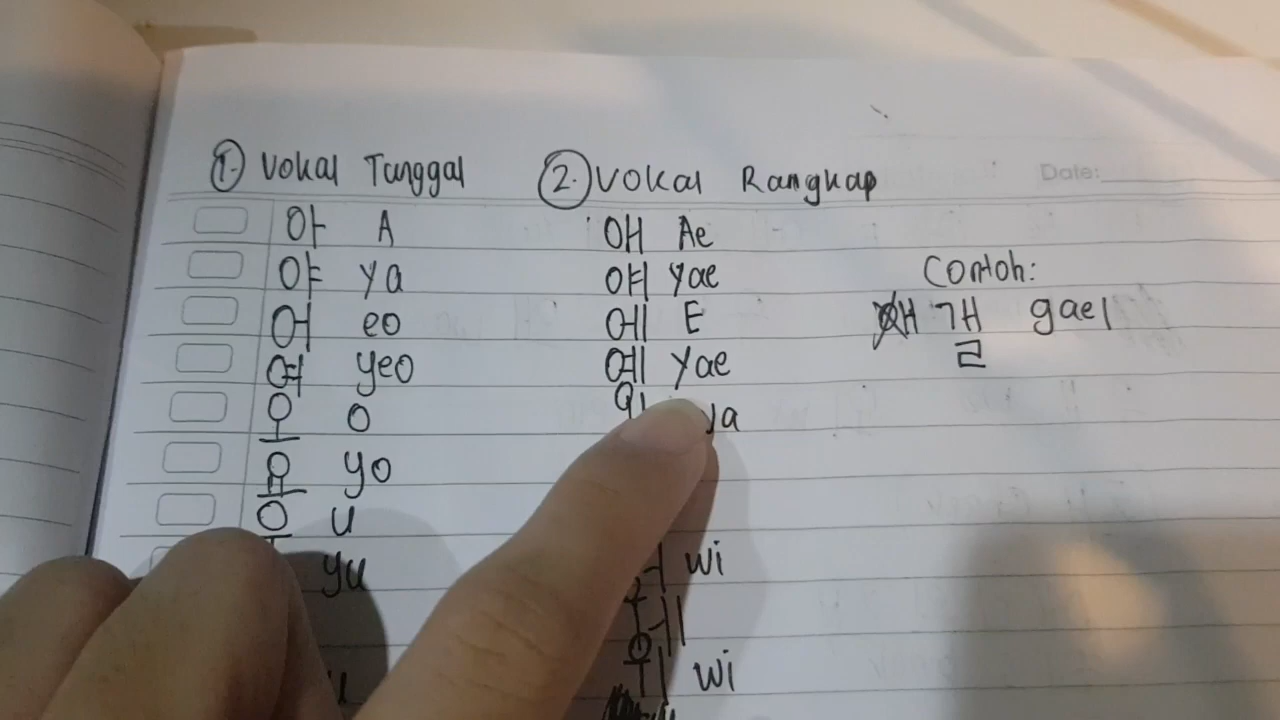 1. Vokal Tunggal
아 A
야 ya
어 eo
여 yeo
오 O
요 yo
우 u
yu
2. Vokal Rangkap
애 Ae
얘 yae
에 E
예 yae
wi
위 wi
Date:
Contoh:
개 gael
ㄹ